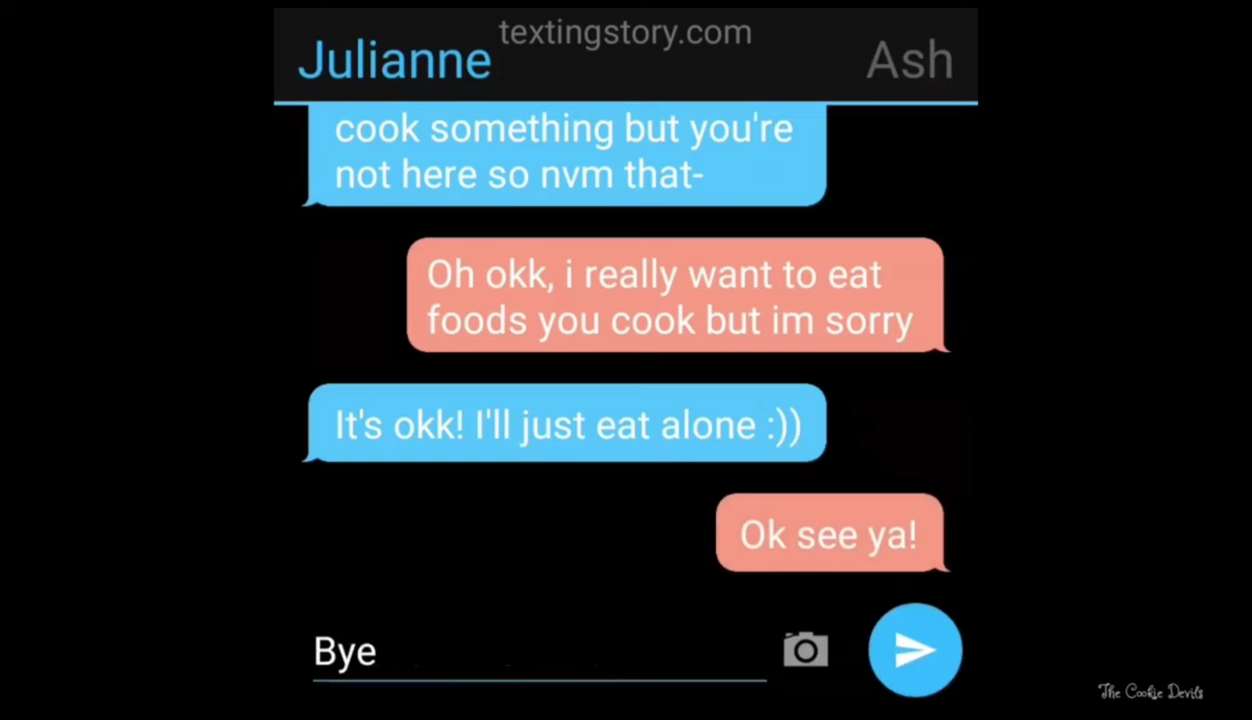 textingstory.com
Julianne
Ash
cook something but you're
not here so nvm that-
Oh okk, i really want to eat
foods you cook but im sorry
It's okk! I'll just eat alone :))
Ok see ya!
Bye
The Cookie Devils